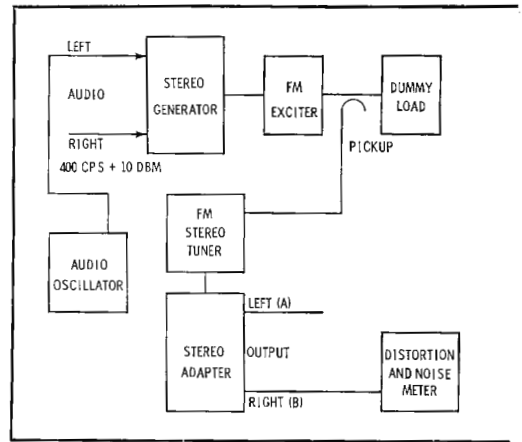 LEFT
AUDIO
RIGHT
400 CPS + 10 DBM
STEREO
GENERATOR
FM
EXCITER
DUMMY
LOAD
PICKUP
AUDIO
OSCILLATOR
FM
STEREO
TUNER
STEREO
ADAPTER
LEFT (A)
OUTPUT
RIGHT (B)
DISTORTION
AND NOISE
METER